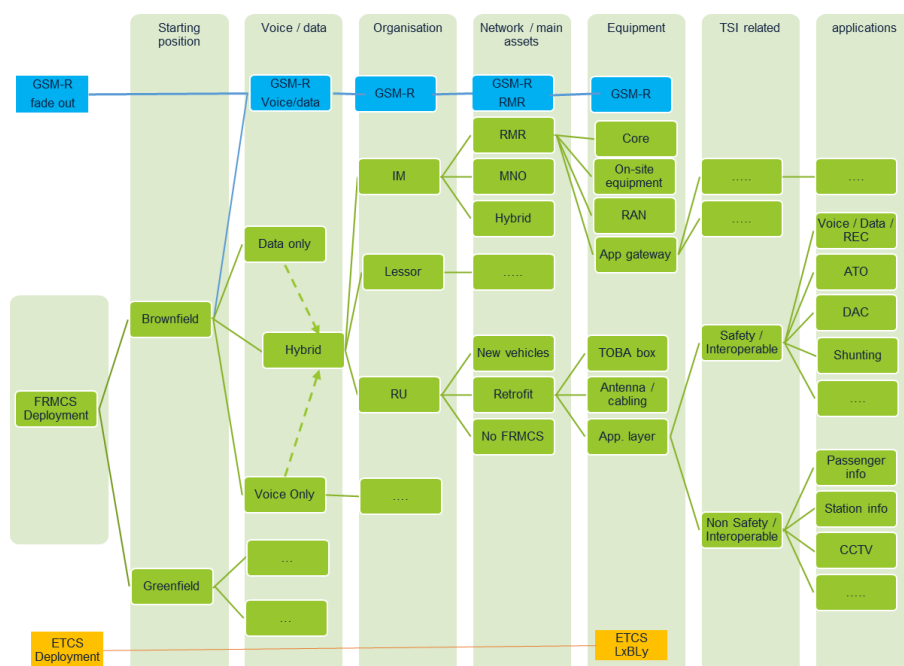 Starting
position
Voice / data
Organisation
Network / main
assets
Equipment
TSI related
applications
GSM-R
fade out
GSM-R
Voice/data
GSM-R
GSM-R
RMR
GSM-R
RMR
Core
IM
MNO
On-site
equipment
.....
....
Hybrid
RAN
.....
Voice / Data /
REC
Data only
App gateway
Lessor
.....
ATO
Brownfield
DAC
Hybrid
New vehicles
TOBA box
Safety /
Interoperable
Shunting
FRMCS
Deployment
RU
Retrofit
Antenna /
cabling
....
No FRMCS
App. layer
Passenger
info
Voice Only
....
Station info
Non Safety /
Interoperable
...
CCTV
Greenfield
.....
...
ETCS
Deployment
ETCS
LxBLy